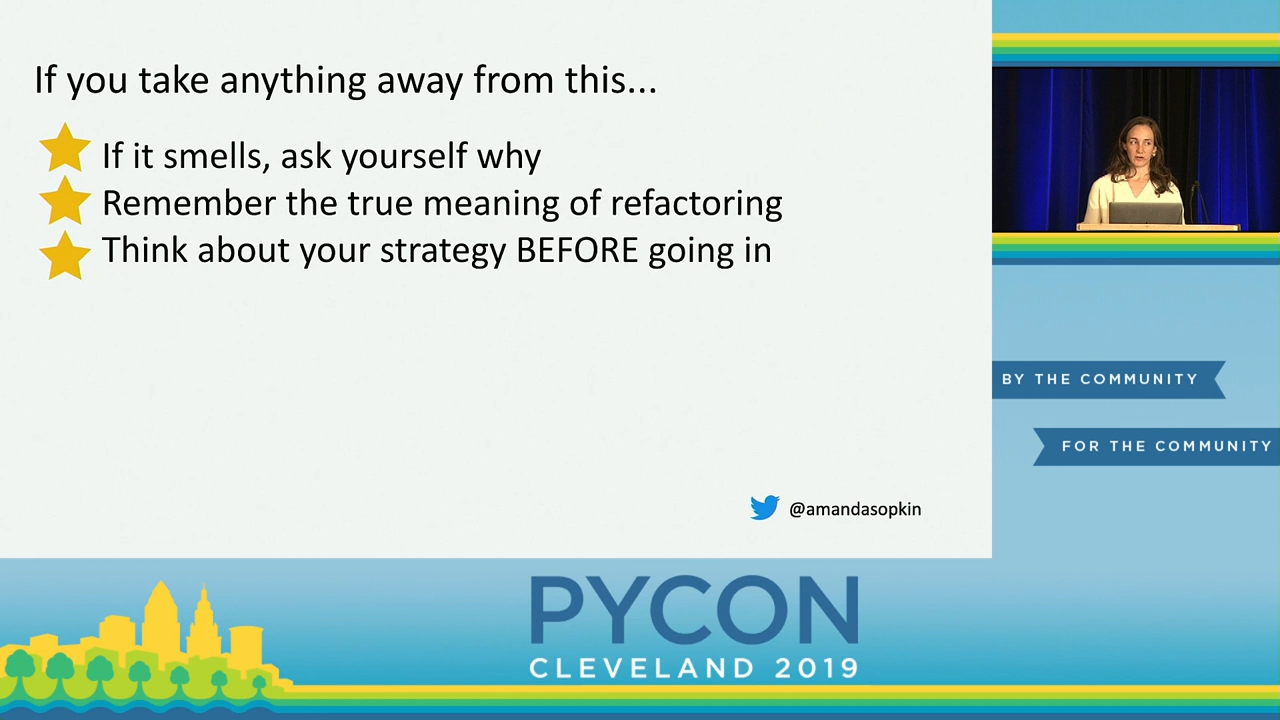 If you take anything away from this...
If it smells, ask yourself why
Remember the true meaning of refactoring
Think about your strategy BEFORE going in
@amandasopkin
BY THE COMMUNITY
FOR THE COMMUNITY
PYCON
CLEVELAND 2019